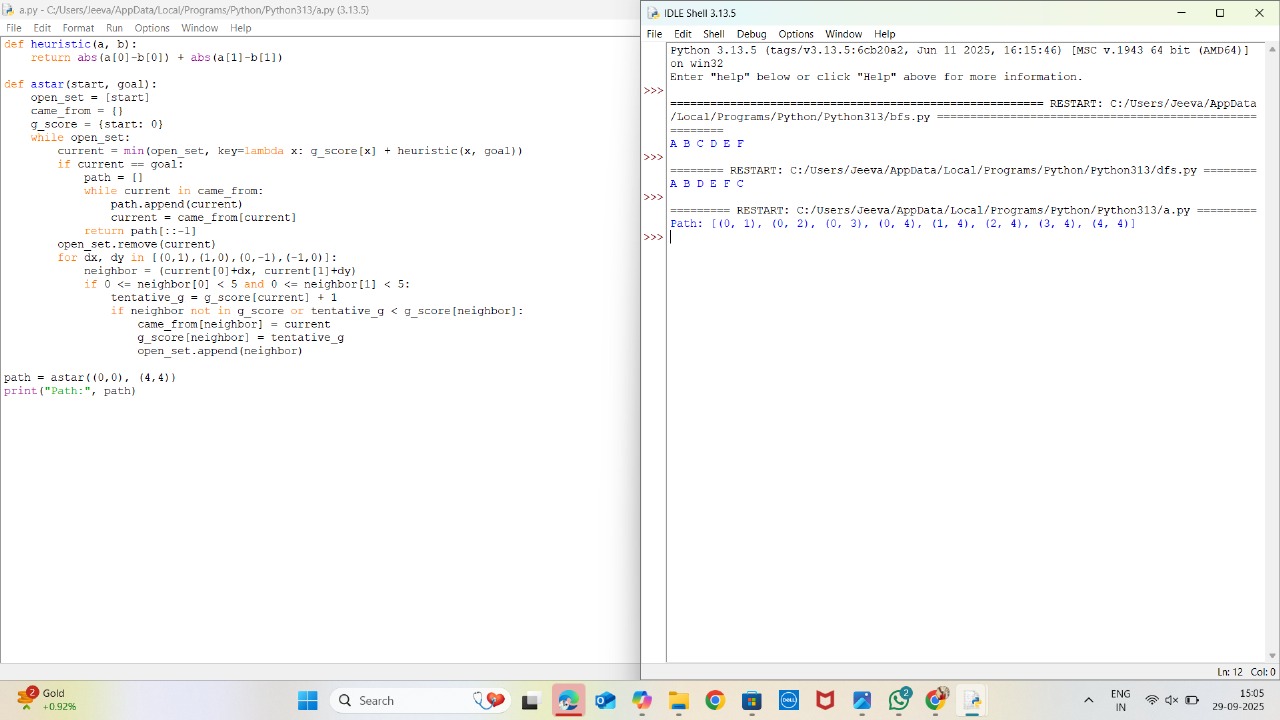 a.py - C:/Users/Jeeva/AppData/Local/Programs/Python/Python313/a.py (3.13.5)
File Edit Format Run Options Window Help
def heuristic(a, b):
    return abs(a[0]-b[0]) + abs(a[1]-b[1])

def astar(start, goal):
    open_set = [start]
    came_from = {}
    g_score = {start: 0}
    while open_set:
        current = min(open_set, key=lambda x: g_score[x] + heuristic(x, goal))
        if current == goal:
            path = []
            while current in came_from:
                path.append(current)
                current = came_from[current]
            return path[::-1]
        open_set.remove(current)
        for dx, dy in [(0,1),(1,0),(0,-1),(-1,0)]:
            neighbor = (current[0]+dx, current[1]+dy)
            if 0 <= neighbor[0] < 5 and 0 <= neighbor[1] < 5:
                tentative_g = g_score[current] + 1
                if neighbor not in g_score or tentative_g < g_score[neighbor]:
                    came_from[neighbor] = current
                    g_score[neighbor] = tentative_g
                    open_set.append(neighbor)

path = astar((0,0), (4,4))
print("Path:", path)
IDLE Shell 3.13.5
File Edit Shell Debug Options Window Help
Python 3.13.5 (tags/v3.13.5:6cb20a2, Jun 11 2025, 16:15:46) [MSC v.1943 64 bit (AMD64)]
on win32
Enter "help" below or click "Help" above for more information.
>>>
======================================================== RESTART: C:/Users/Jeeva/AppData
/Local/Programs/Python/Python313/bfs.py ================================================
========
A B C D E F
>>>
======== RESTART: C:/Users/Jeeva/AppData/Local/Programs/Python/Python313/dfs.py ========
A B D E F C
>>>
========= RESTART: C:/Users/Jeeva/AppData/Local/Programs/Python/Python313/a.py =========
Path: [(0, 1), (0, 2), (0, 3), (0, 4), (1, 4), (2, 4), (3, 4), (4, 4)]
>>>
Ln: 12 Col: 0
2
Gold
+0.92%
Search
DELL
2
ENG
IN
15:05
29-09-2025